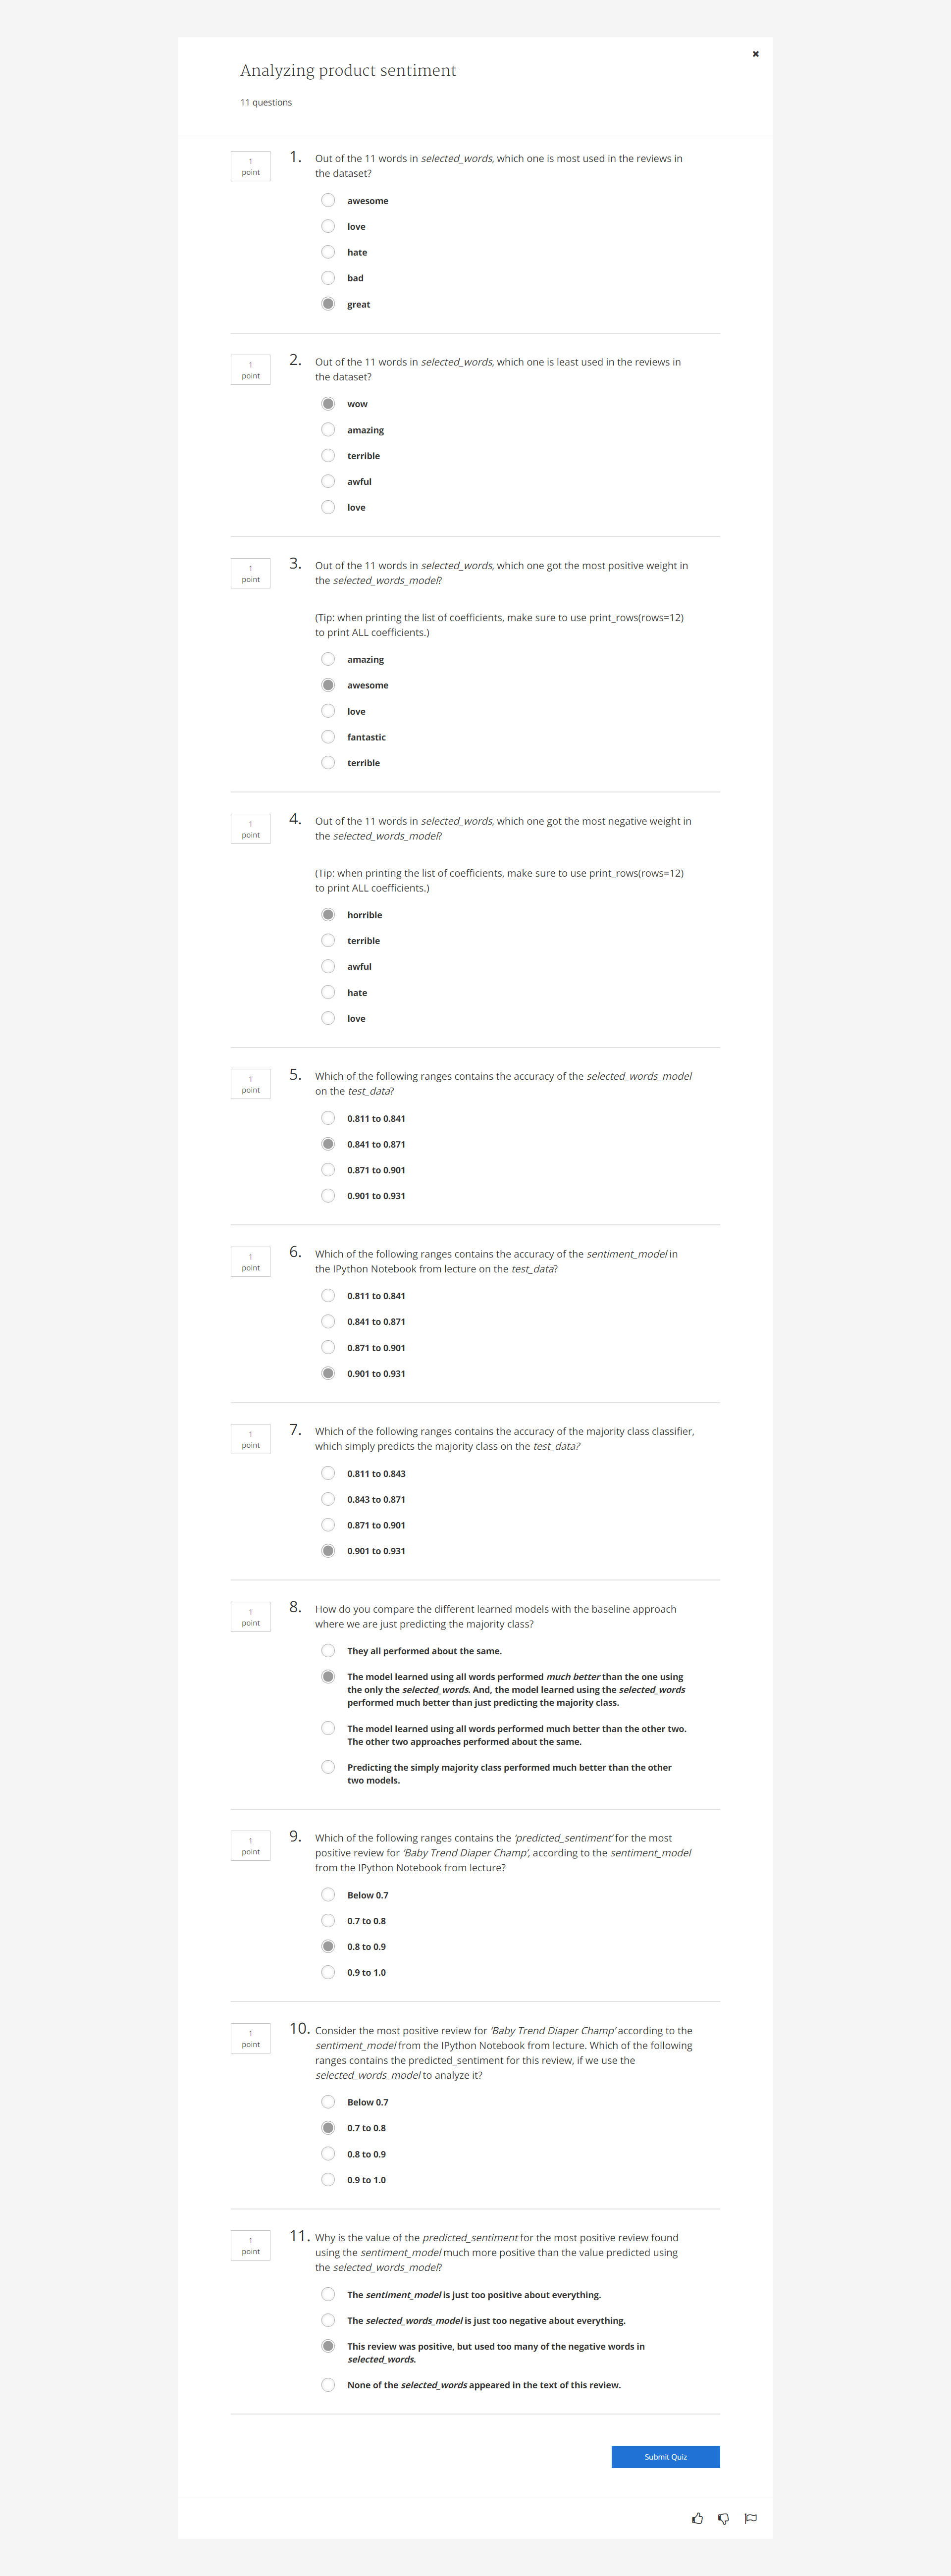 ✖
Analyzing product sentiment
11 questions
1
point
1.
Out of the 11 words in selected_words, which one is most used in the reviews in
the dataset?
awesome
love
hate
bad
great
1
point
2.
Out of the 11 words in selected_words, which one is least used in the reviews in
the dataset?
wow
amazing
terrible
awful
love
1
point
3.
Out of the 11 words in selected_words, which one got the most positive weight in
the selected_words_model?
(Tip: when printing the list of coefficients, make sure to use print_rows(rows=12)
to print ALL coefficients.)
amazing
awesome
love
fantastic
terrible
1
point
4.
Out of the 11 words in selected_words, which one got the most negative weight in
the selected_words_model?
(Tip: when printing the list of coefficients, make sure to use print_rows(rows=12)
to print ALL coefficients.)
horrible
terrible
awful
hate
love
1
point
5.
Which of the following ranges contains the accuracy of the selected_words_model
on the test_data?
0.811 to 0.841
0.841 to 0.871
0.871 to 0.901
0.901 to 0.931
1
point
6.
Which of the following ranges contains the accuracy of the sentiment_model in
the IPython Notebook from lecture on the test_data?
0.811 to 0.841
0.841 to 0.871
0.871 to 0.901
0.901 to 0.931
1
point
7.
Which of the following ranges contains the accuracy of the majority class classifier,
which simply predicts the majority class on the test_data?
0.811 to 0.843
0.843 to 0.871
0.871 to 0.901
0.901 to 0.931
1
point
8.
How do you compare the different learned models with the baseline approach
where we are just predicting the majority class?
They all performed about the same.
The model learned using all words performed much better than the one using
the only the selected_words. And, the model learned using the selected_words
performed much better than just predicting the majority class.
The model learned using all words performed much better than the other two.
The other two approaches performed about the same.
Predicting the simply majority class performed much better than the other
two models.
1
point
9.
Which of the following ranges contains the 'predicted_sentiment' for the most
positive review for 'Baby Trend Diaper Champ', according to the sentiment_model
from the IPython Notebook from lecture?
Below 0.7
0.7 to 0.8
0.8 to 0.9
0.9 to 1.0
1
point
10.
Consider the most positive review for 'Baby Trend Diaper Champ' according to the
sentiment_model from the IPython Notebook from lecture. Which of the following
ranges contains the predicted_sentiment for this review, if we use the
selected_words_model to analyze it?
Below 0.7
0.7 to 0.8
0.8 to 0.9
0.9 to 1.0
1
point
11.
Why is the value of the predicted_sentiment for the most positive review found
using the sentiment_model much more positive than the value predicted using
the selected_words_model?
The sentiment_model is just too positive about everything.
The selected_words_model is just too negative about everything.
This review was positive, but used too many of the negative words in
selected_words.
None of the selected_words appeared in the text of this review.
Submit Quiz